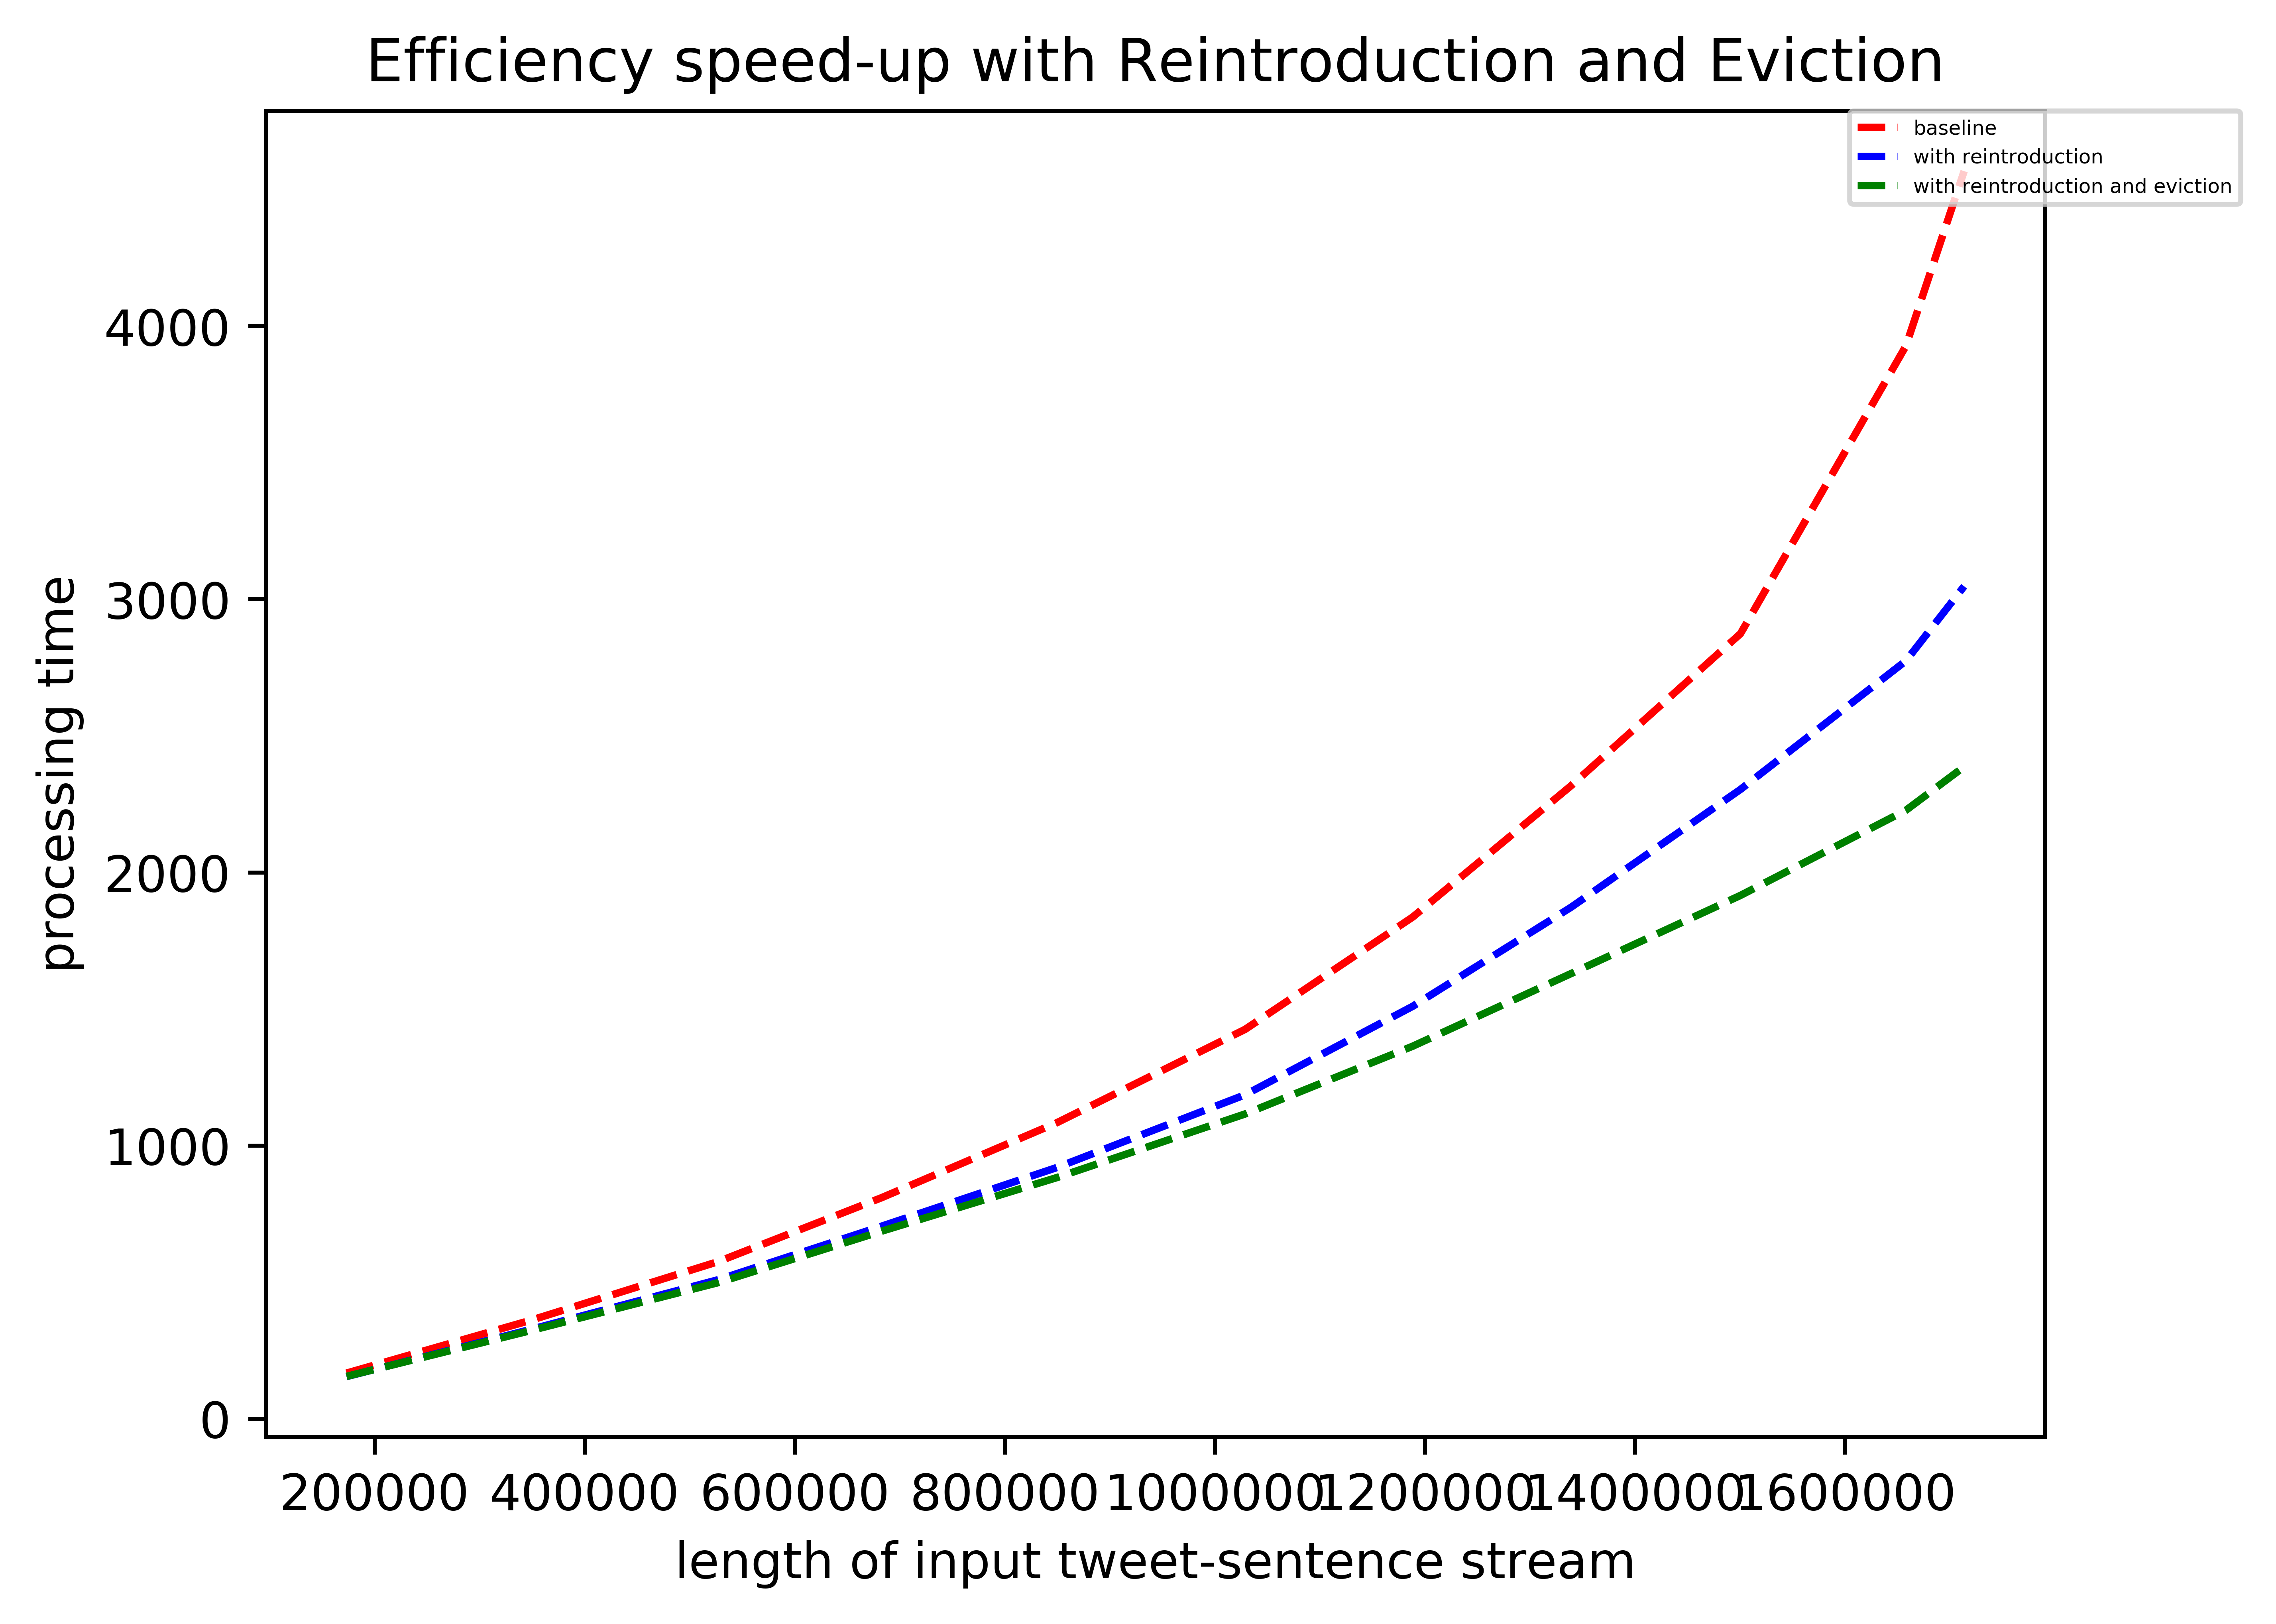 Efficiency speed-up with Reintroduction and Eviction
baseline
with reintroduction
with reintroduction and eviction
4000
3000
2000
1000
0
processing time
200000 400000 600000 800000 1000000 1200000 1400000 1600000
length of input tweet-sentence stream